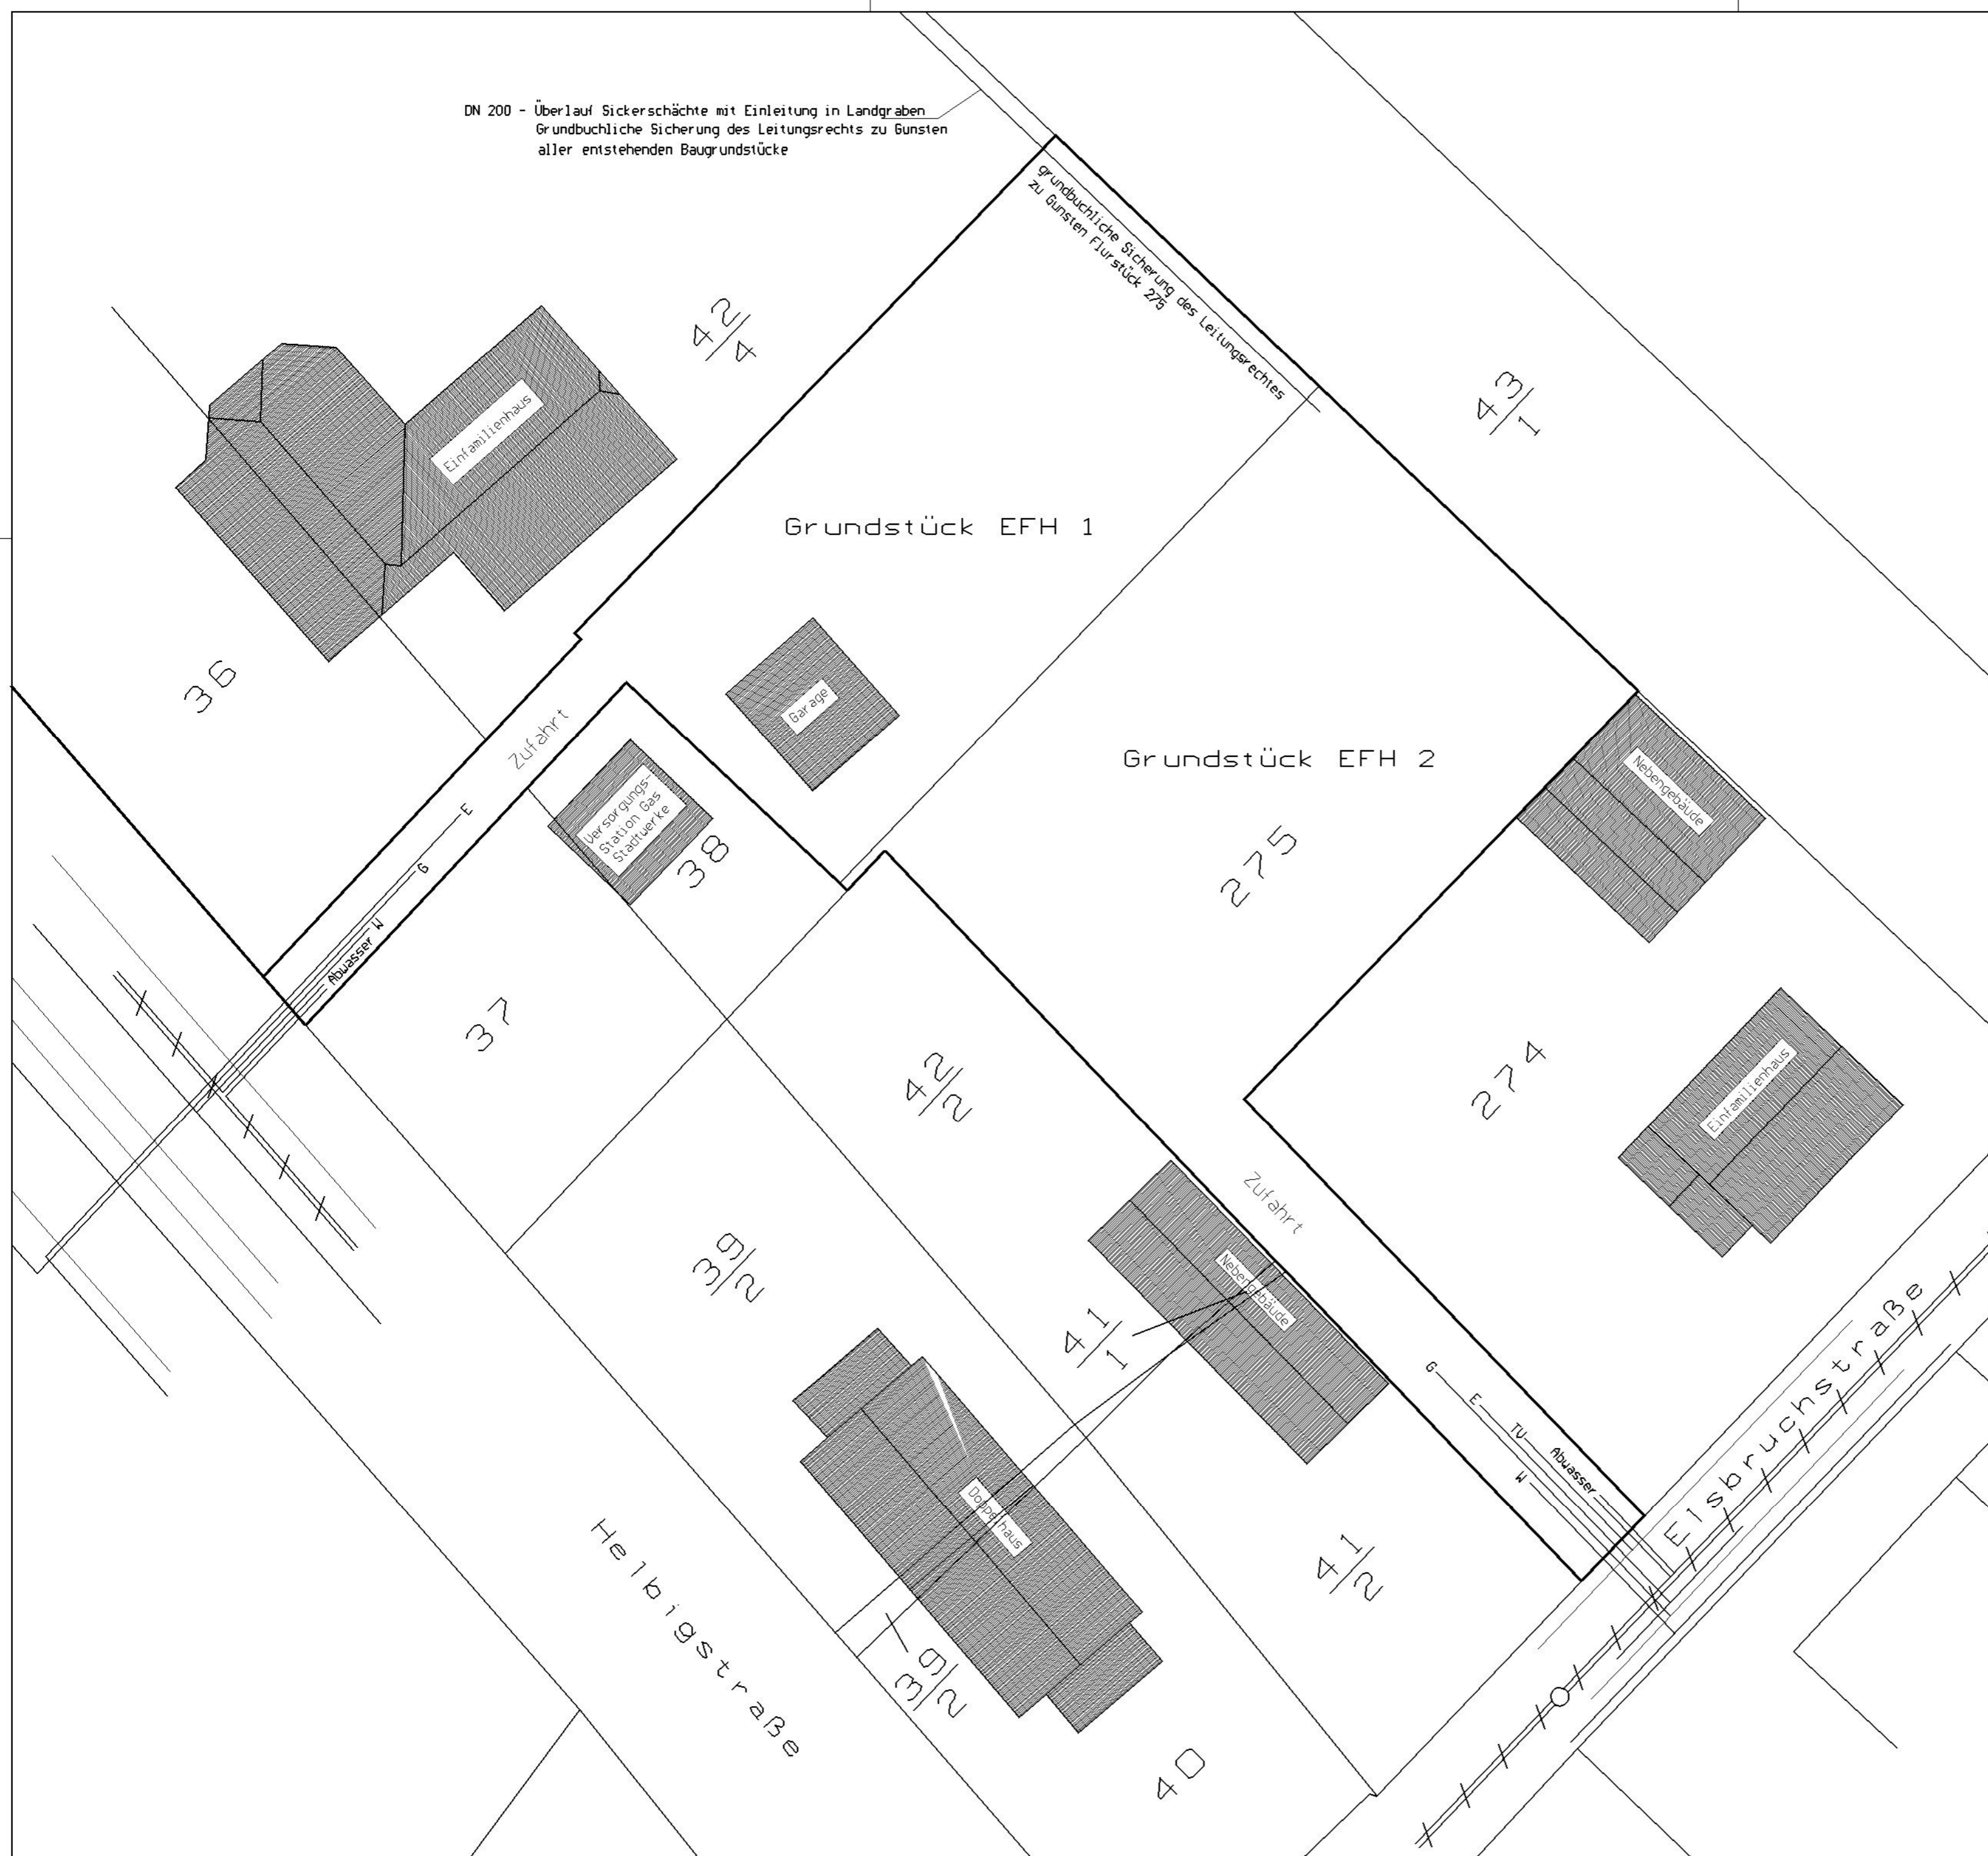 DN 200 - Überlauf Sickerschächte mit Einleitung in Landgraben
Grundbuchliche Sicherung des Leitungsrechts zu Gunsten
aller entstehenden Baugrundstücke
grundbuchliche Sicherung des Leitungsrechtes
zu Gunsten Flurstück 275
42/4
43/1
Einfamilienhaus
Grundstück EFH 1
36
Garage
Zufahrt
Versorgungs-
Station Gas
Stadtwerke
38
Grundstück EFH 2
Nebengebäude
275
E
G
W
Abwasser
37
42/2
274
Einfamilienhaus
Zufahrt
39/2
Nebengebäude
41/1
G
E
TV
Abwasser
W
Elsbruchstraße
Doppelhaus
41/2
Helbigstraße
39/2
40